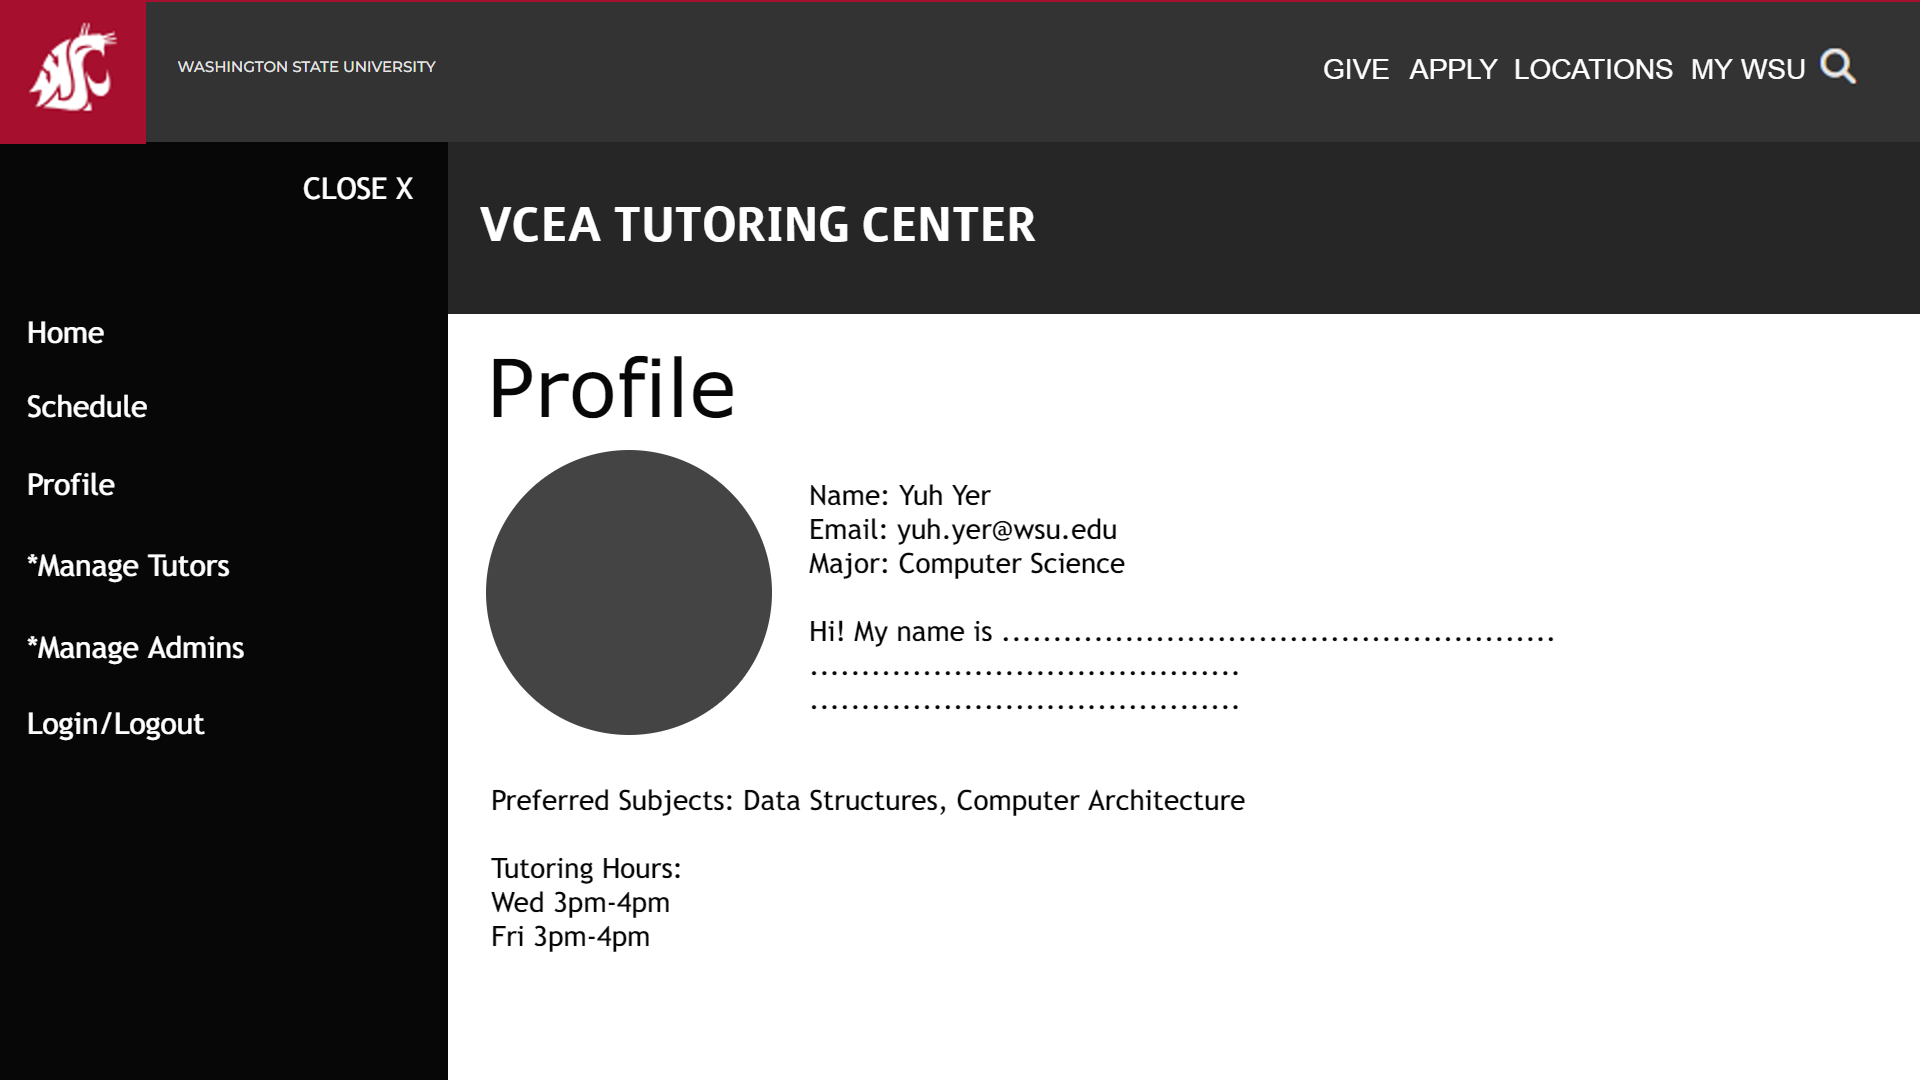 WASHINGTON STATE UNIVERSITY
GIVE APPLY LOCATIONS MY WSU
CLOSE X
VCEA TUTORING CENTER
Home
Schedule
Profile
*Manage Tutors
*Manage Admins
Login/Logout
Profile
Name: Yuh Yer
Email: yuh.yer@wsu.edu
Major: Computer Science
Hi! My name is ......................................................
..........................................
..........................................
Preferred Subjects: Data Structures, Computer Architecture
Tutoring Hours:
Wed 3pm-4pm
Fri 3pm-4pm